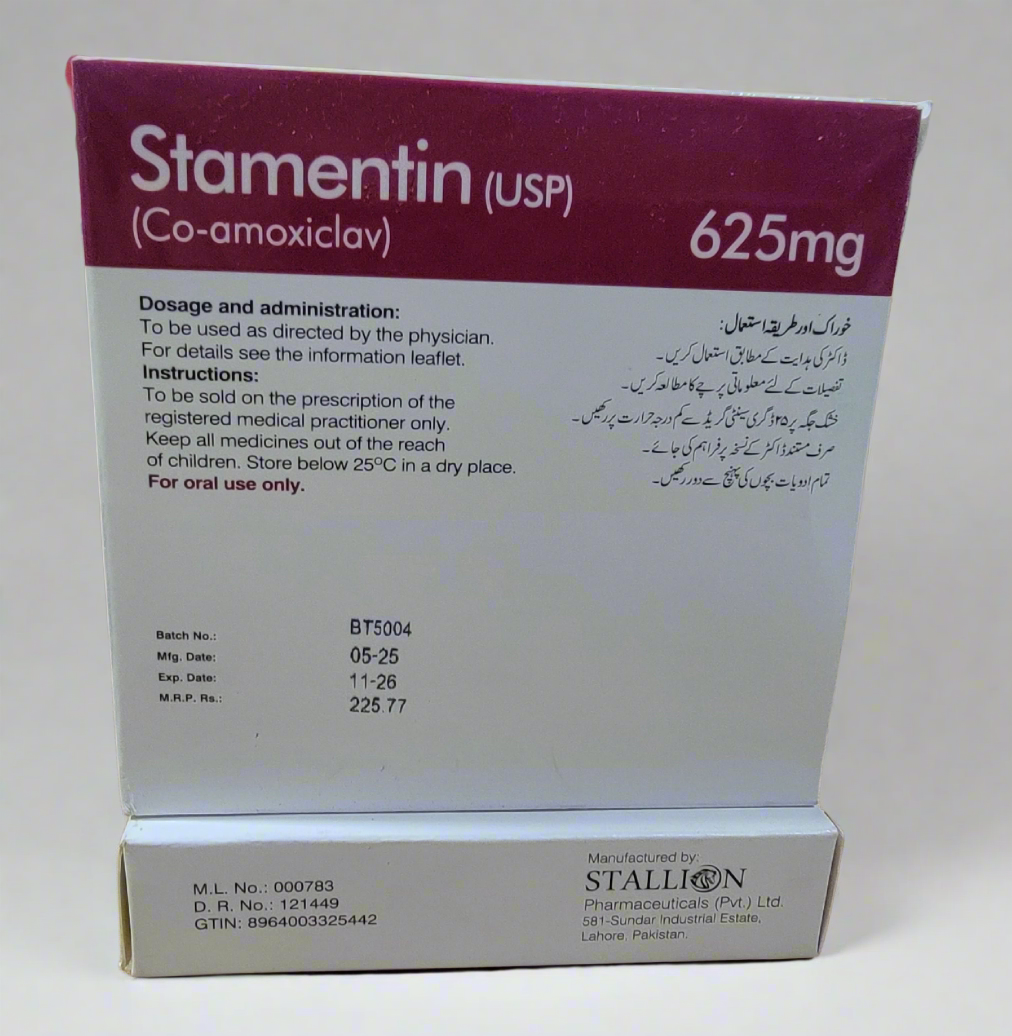 Stamentin (USP)
(Co-amoxiclav)
625mg
Dosage and administration:
To be used as directed by the physician.
For details see the information leaflet.
Instructions:
To be sold on the prescription of the
registered medical practitioner only.
Keep all medicines out of the reach
of children. Store below 25°C in a dry place.
For oral use only.
خوراک اور طریقہ استعمال:
ڈاکٹر کی ہدایت کے مطابق استعمال کریں۔
تفصیلات کے لئے معلوماتی پرچے کا مطالعہ کریں۔
خشک جگہ پر ۲۵ ڈگری سینٹی گریڈ سے کم درجہ حرارت پر رکھیں۔
صرف مستند ڈاکٹر کے نسخہ پر فراہم کی جائے۔
تمام ادویات بچوں کی پہنچ سے دور رکھیں۔
Batch No.: BT5004
Mfg. Date: 05-25
Exp. Date: 11-26
M.R.P. Rs.: 225.77
M.L. No.: 000783
D. R. No.: 121449
GTIN: 8964003325442
Manufactured by:
STALLION
Pharmaceuticals (Pvt.) Ltd.
581-Sundar Industrial Estate,
Lahore, Pakistan.